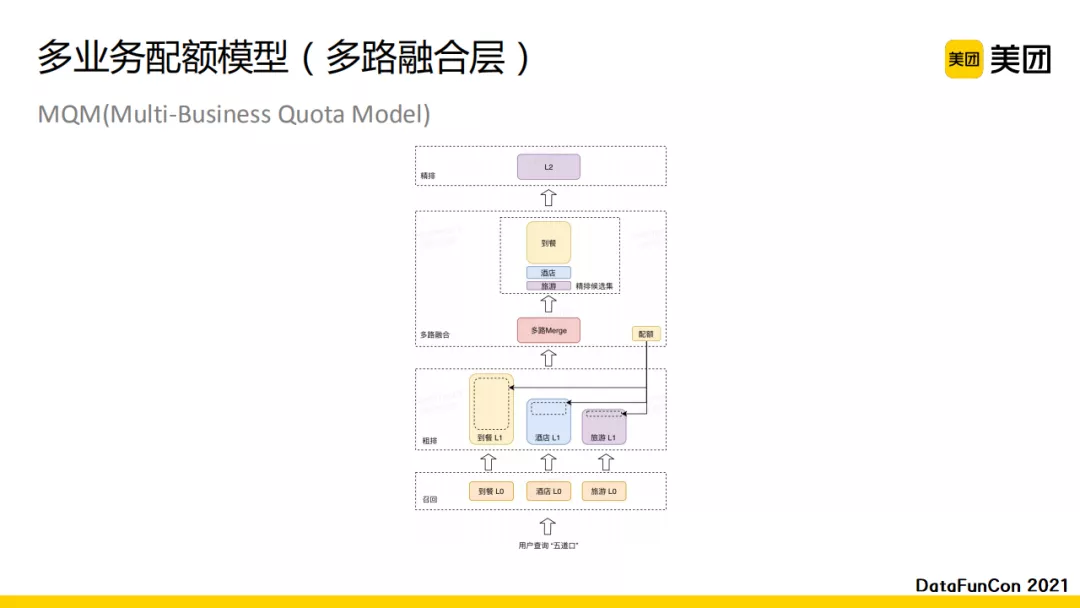 多业务配额模型（多路融合层）
美团 美团
MQM(Multi-Business Quota Model)
L2
精排
到餐
酒店
旅游
精排候选集
多路Merge
配额
多路融合
到餐 L1
酒店 L1
旅游 L1
粗排
到餐 L0
酒店 L0
旅游 L0
召回
用户查询 “五道口”
DataFunCon 2021